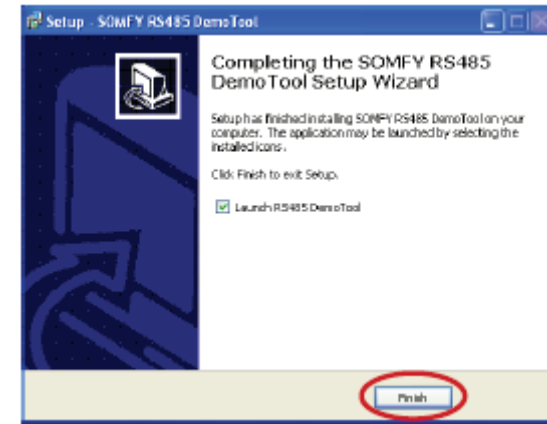 Setup - SOMFY RS485 DemoTool
Completing the SOMFY RS485
DemoTool Setup Wizard
Setup has finished installing SOMFY RS485 DemoTool on your
computer. The application may be launched by selecting the
installed icons.
Click Finish to exit Setup.
Launch RS485 DemoTool
Finish